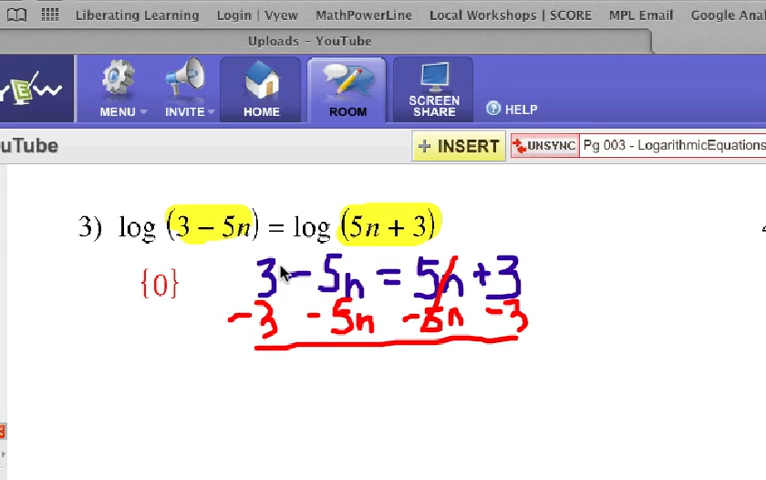 Liberating Learning Login | Vyew MathPowerLine Local Workshops | SCORE MPL Email Google Ana
Uploads - YouTube
YEW MENU INVITE HOME ROOM SCREEN SHARE ? HELP
uTube + INSERT UNSYNC Pg 003 - LogarithmicEquations
3) log (3 − 5n) = log (5n + 3)
{0} 3 − 5n = 5n + 3
−3 −5n −5n −3